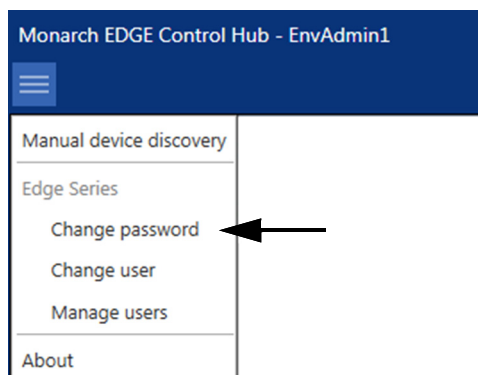 Monarch EDGE Control Hub - EnvAdmin1
Manual device discovery
Edge Series
Change password
Change user
Manage users
About